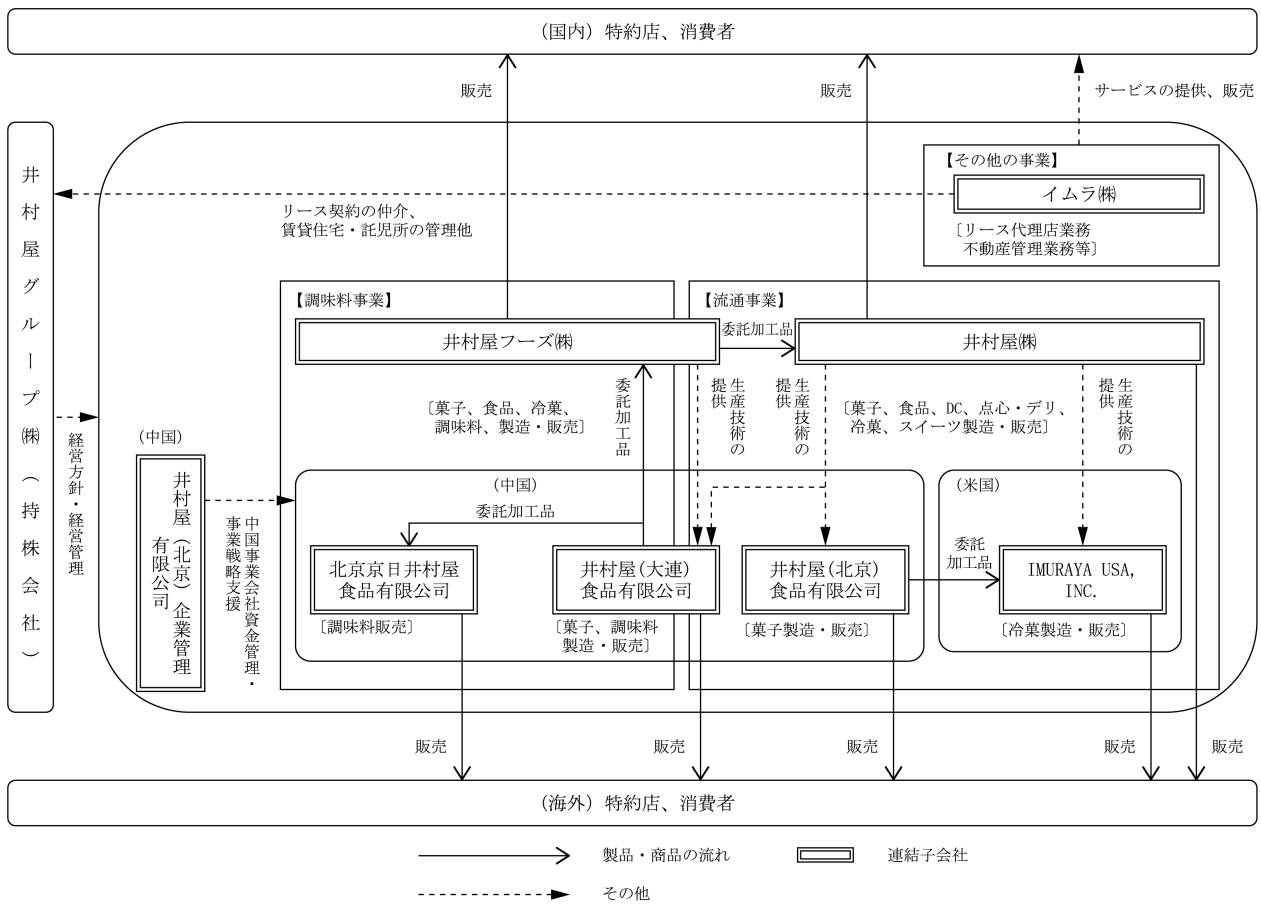 (国内) 特約店、消費者
販売
販売
サービスの提供、販売
井村屋グループ㈱(持株会社)
【その他の事業】
イムラ㈱
〔リース代理店業務
不動産管理業務等〕
リース契約の仲介、
賃貸住宅・託児所の管理他
【調味料事業】
【流通事業】
井村屋フーズ㈱
委託加工品
井村屋㈱
〔菓子、食品、冷菓、
調味料、製造・販売〕
委託加工品
生産技術の
提供
生産技術の
提供
〔菓子、食品、DC、点心・デリ、
冷菓、スイーツ製造・販売〕
生産技術の
提供
経営方針・経営管理
(中国)
井村屋(北京)企業管理
有限公司
中国事業会社資金管理・
事業戦略支援
(中国)
(米国)
委託加工品
北京京日井村屋
食品有限公司
〔調味料販売〕
井村屋(大連)
食品有限公司
〔菓子、調味料
製造・販売〕
井村屋(北京)
食品有限公司
〔菓子製造・販売〕
委託
加工品
IMURAYA USA,
INC.
〔冷菓製造・販売〕
販売
販売
販売
販売
販売
(海外) 特約店、消費者
製品・商品の流れ
連結子会社
その他